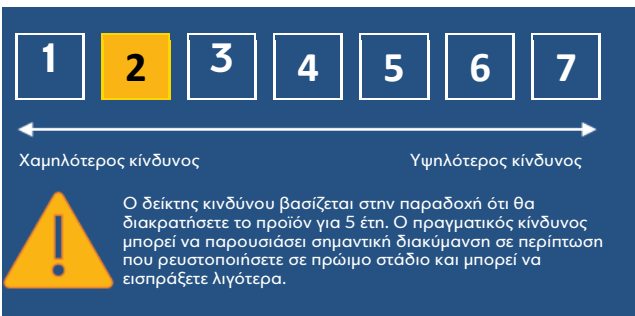 1 2 3 4 5 6 7
Χαμηλότερος κίνδυνος Υψηλότερος κίνδυνος
Ο δείκτης κινδύνου βασίζεται στην παραδοχή ότι θα
διακρατήσετε το προϊόν για 5 έτη. Ο πραγματικός κίνδυνος
μπορεί να παρουσιάσει σημαντική διακύμανση σε περίπτωση
που ρευστοποιήσετε σε πρώιμο στάδιο και μπορεί να
εισπράξετε λιγότερα.